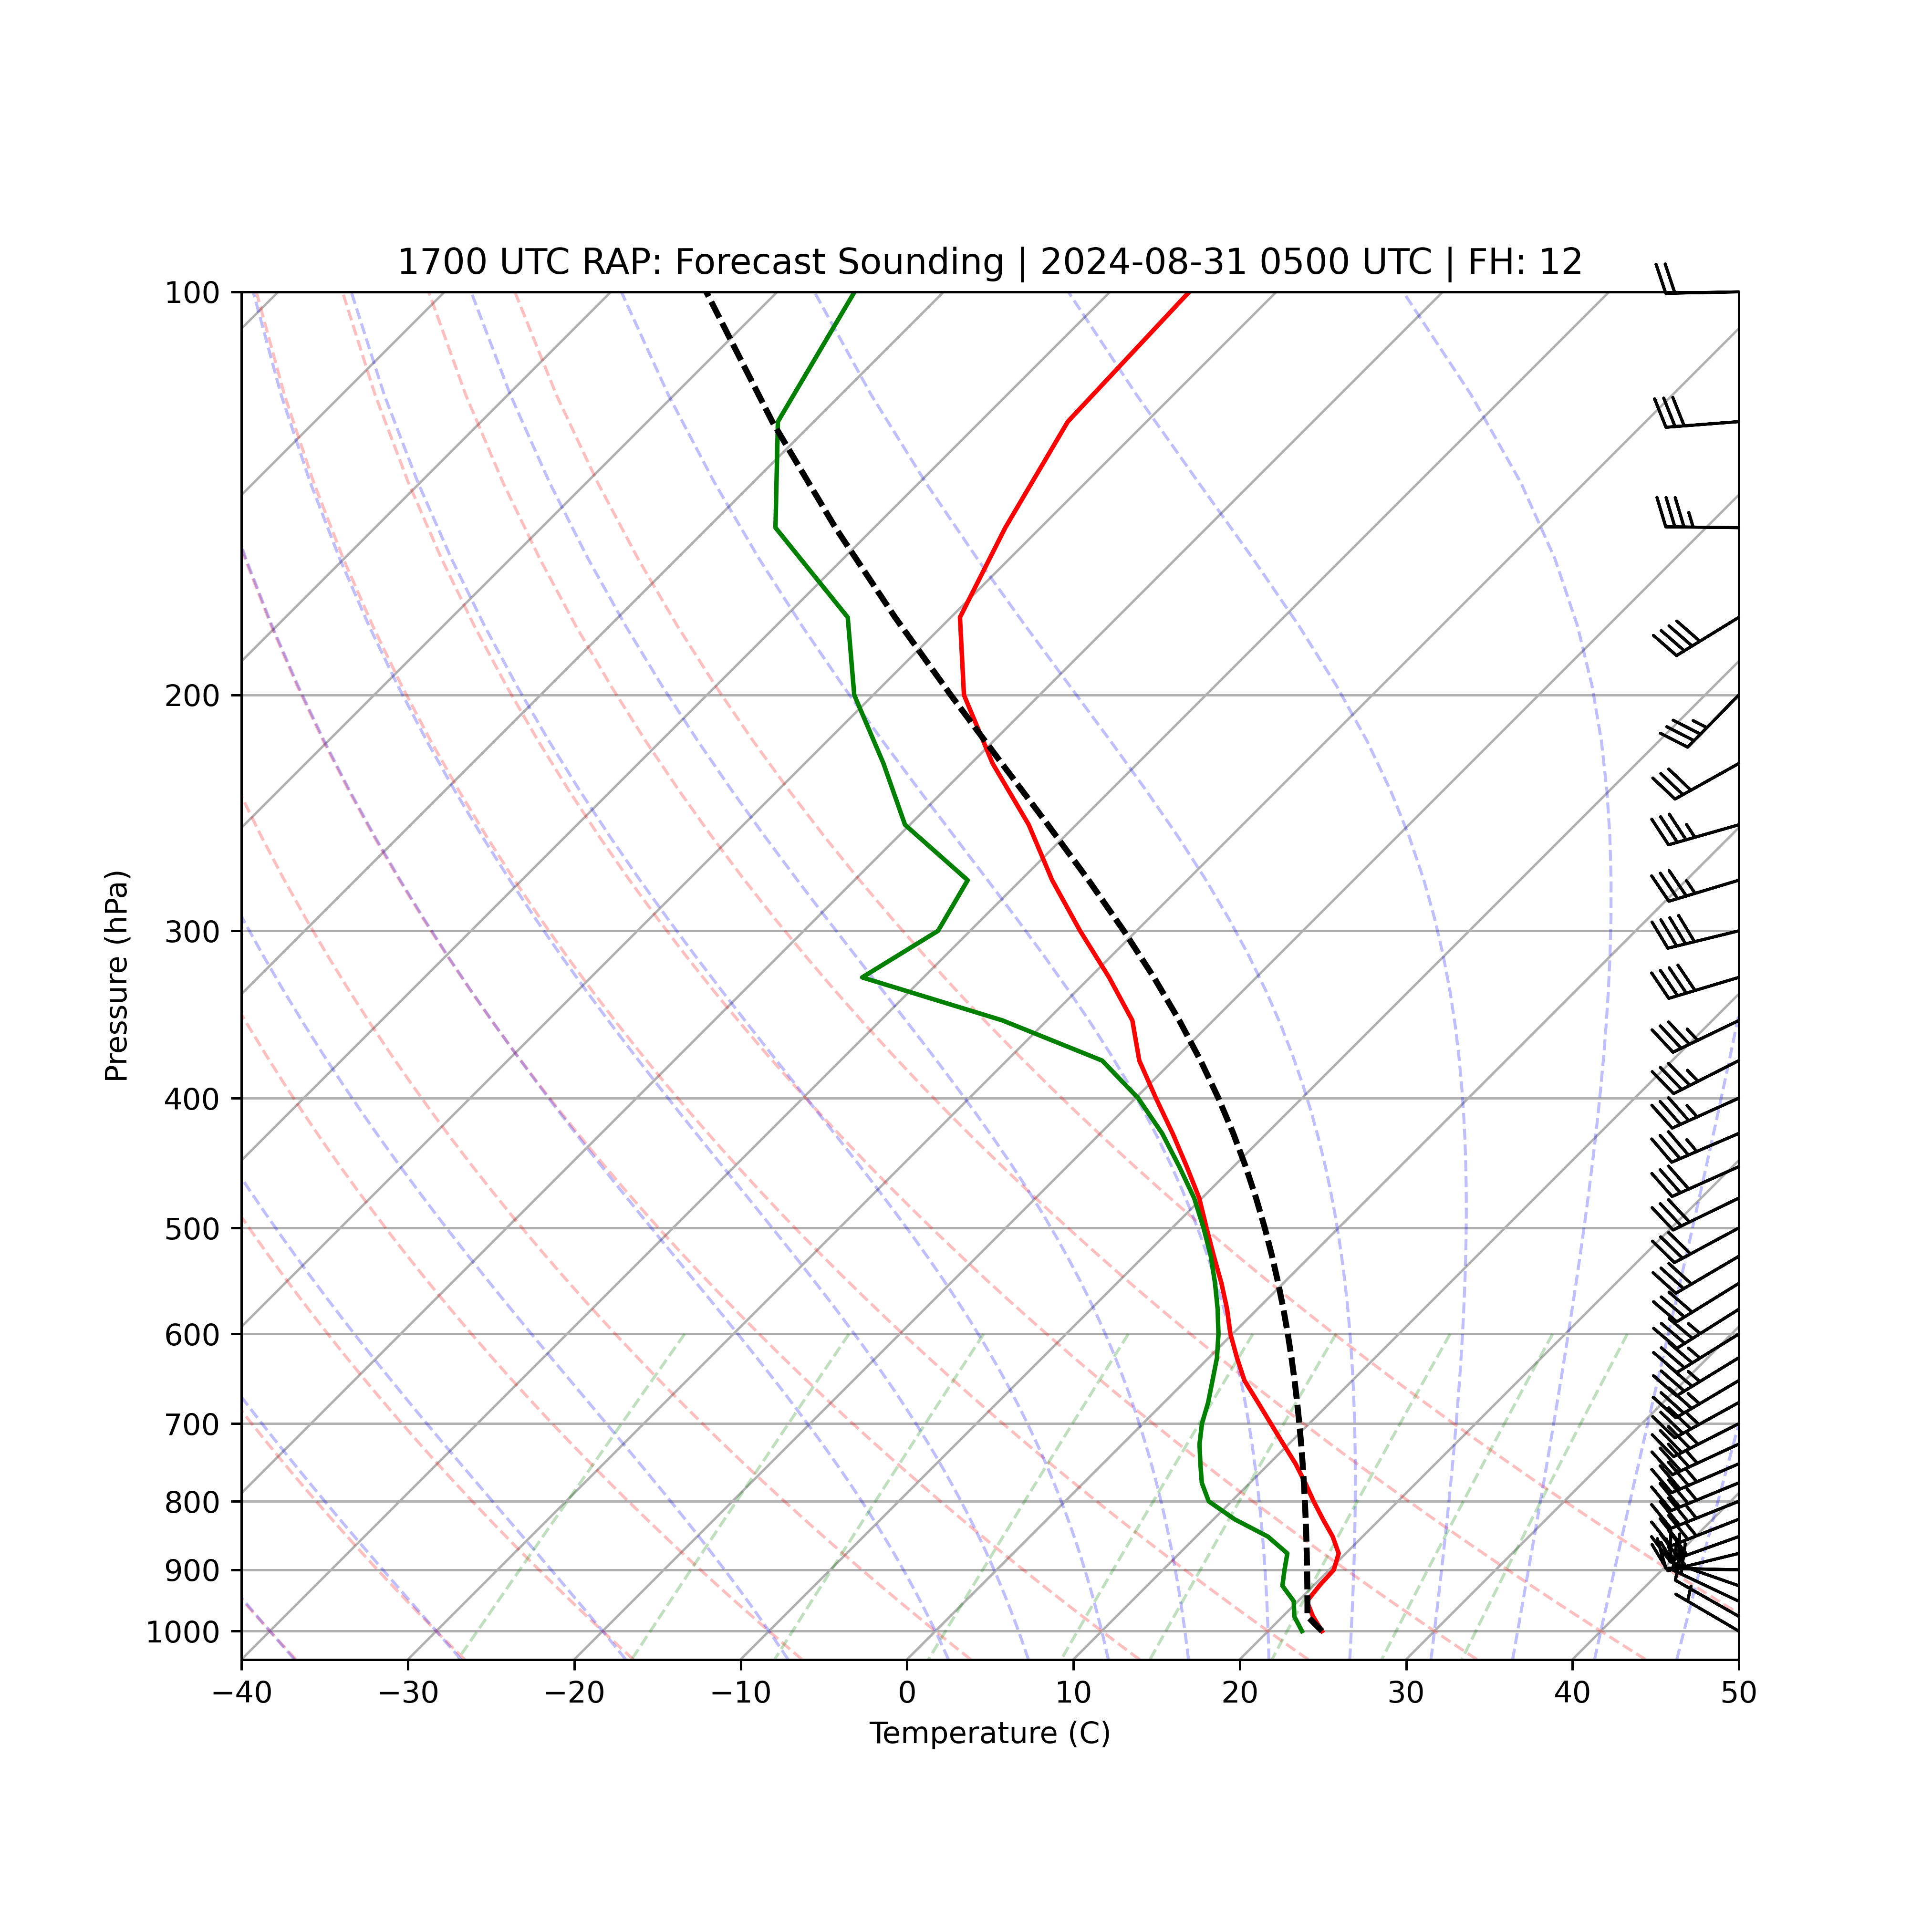 1700 UTC RAP: Forecast Sounding | 2024-08-31 0500 UTC | FH: 12
100
200
300
400
500
600
700
800
900
1000
Pressure (hPa)
−40 −30 −20 −10 0 10 20 30 40 50
Temperature (C)